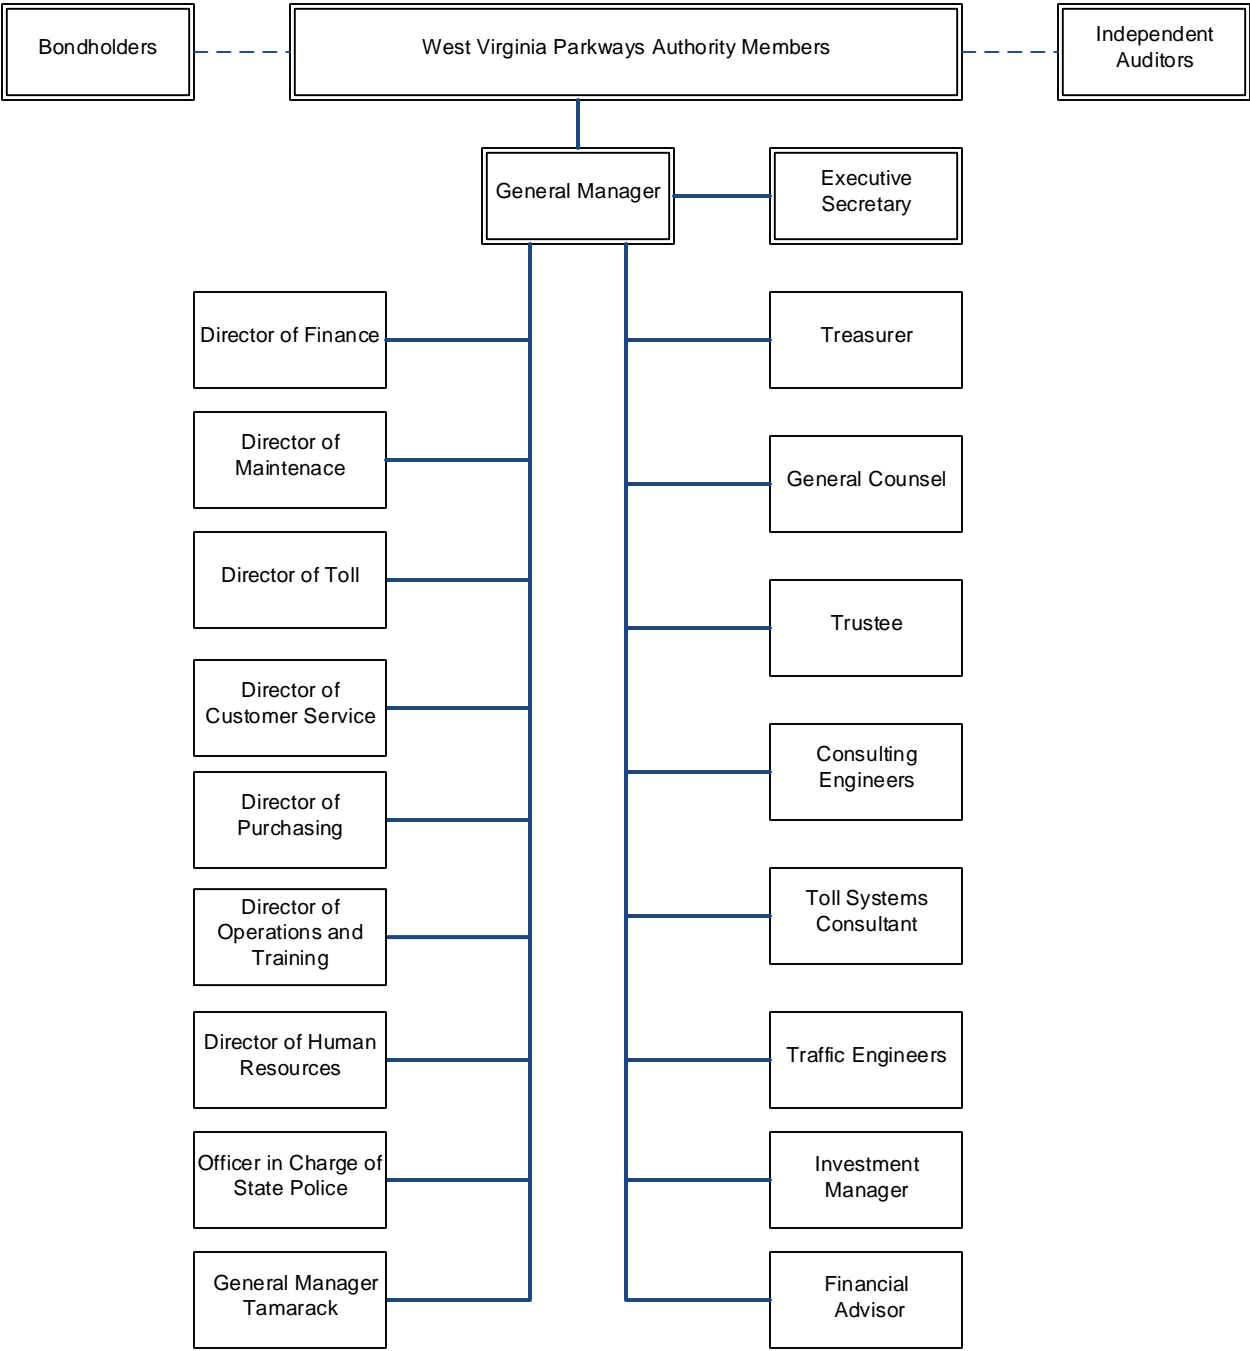 Bondholders
West Virginia Parkways Authority Members
Independent
Auditors
General Manager
Executive
Secretary
Director of Finance
Treasurer
Director of
Maintenace
General Counsel
Director of Toll
Trustee
Director of
Customer Service
Consulting
Engineers
Director of
Purchasing
Toll Systems
Consultant
Director of
Operations and
Training
Director of Human
Resources
Traffic Engineers
Officer in Charge of
State Police
Investment
Manager
General Manager
Tamarack
Financial
Advisor